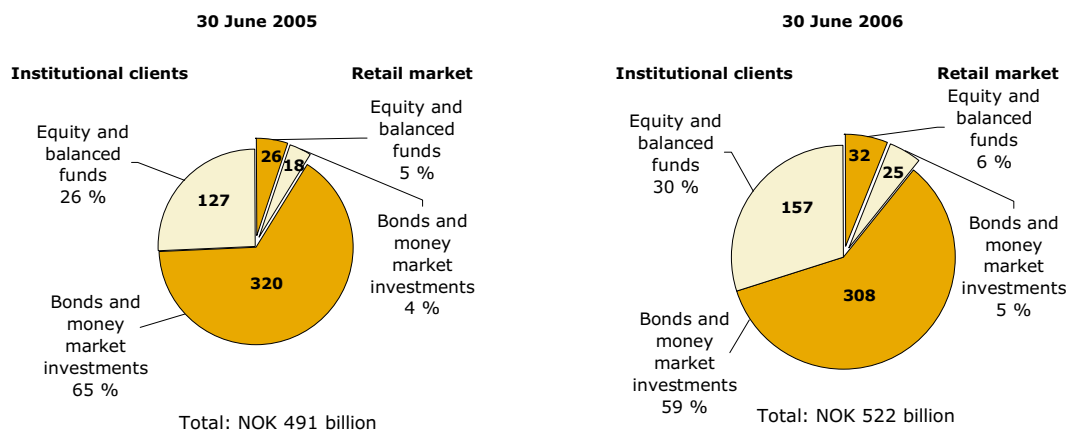 30 June 2005
Institutional clients
Retail market
Equity and
balanced
funds
26 %
Equity and
balanced
funds
5 %
26
18
127
320
Bonds and
money
market
investments
4 %
Bonds and
money
market
investments
65 %
Total: NOK 491 billion
30 June 2006
Institutional clients
Retail market
Equity and
balanced
funds
30 %
Equity and
balanced
funds
6 %
32
25
157
308
Bonds and
money
market
investments
5 %
Bonds and
money
market
investments
59 %
Total: NOK 522 billion